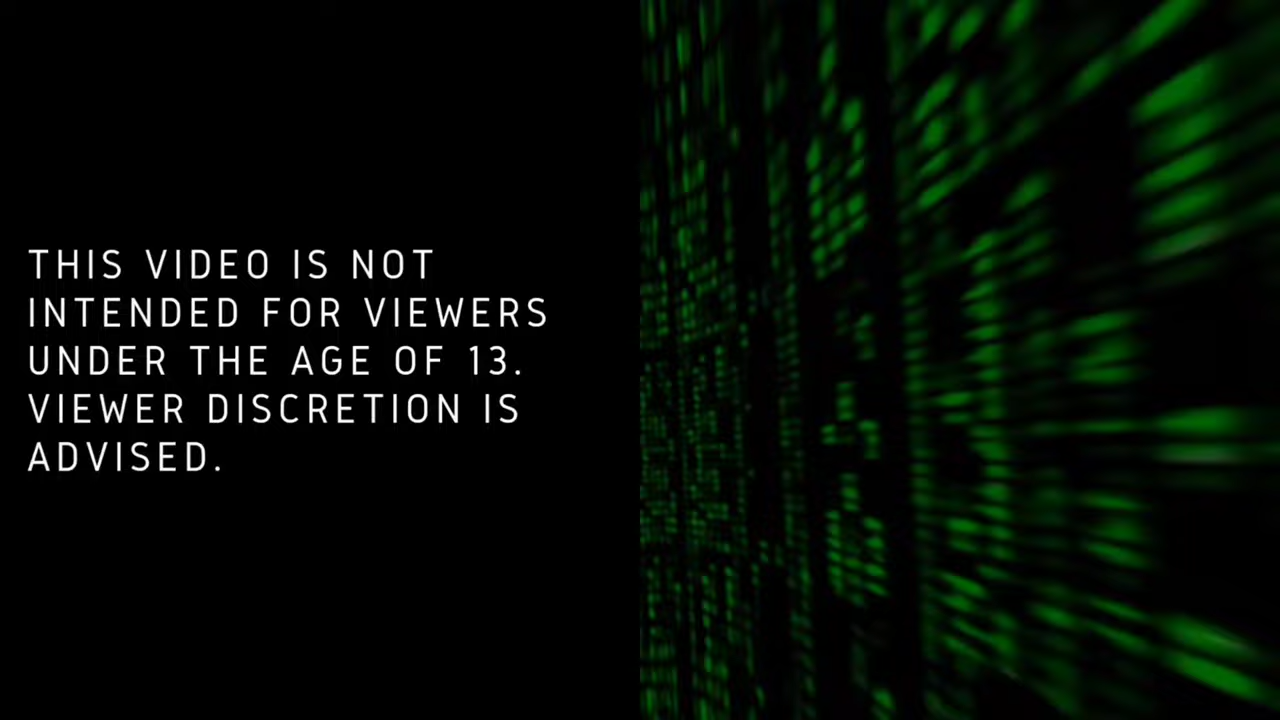 THIS VIDEO IS NOT
INTENDED FOR VIEWERS
UNDER THE AGE OF 13.
VIEWER DISCRETION IS
ADVISED.